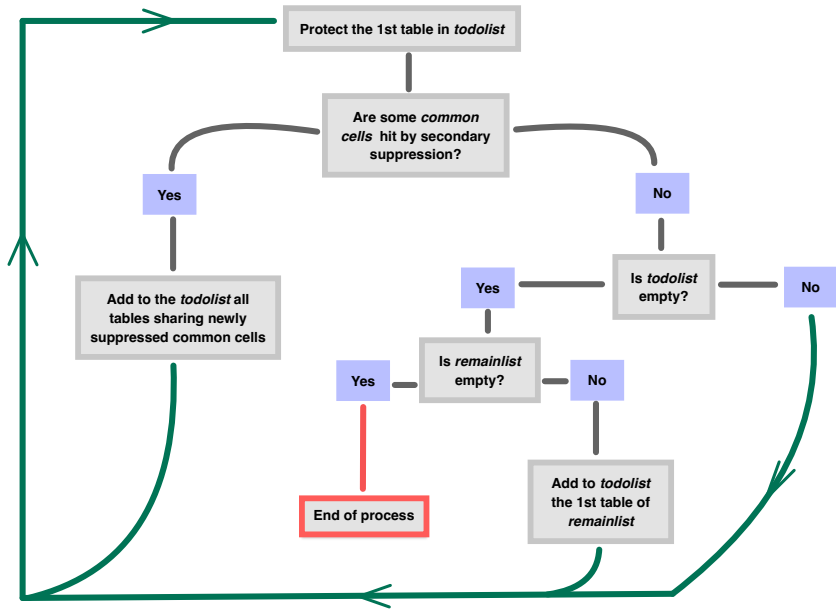 Protect the 1st table in todolist
Are some common
cells hit by secondary
suppression?
Yes
No
Add to the todolist all
tables sharing newly
suppressed common cells
Is todolist
empty?
Yes
No
Is remainlist
empty?
Yes
No
Add to todolist
the 1st table of
remainlist
End of process